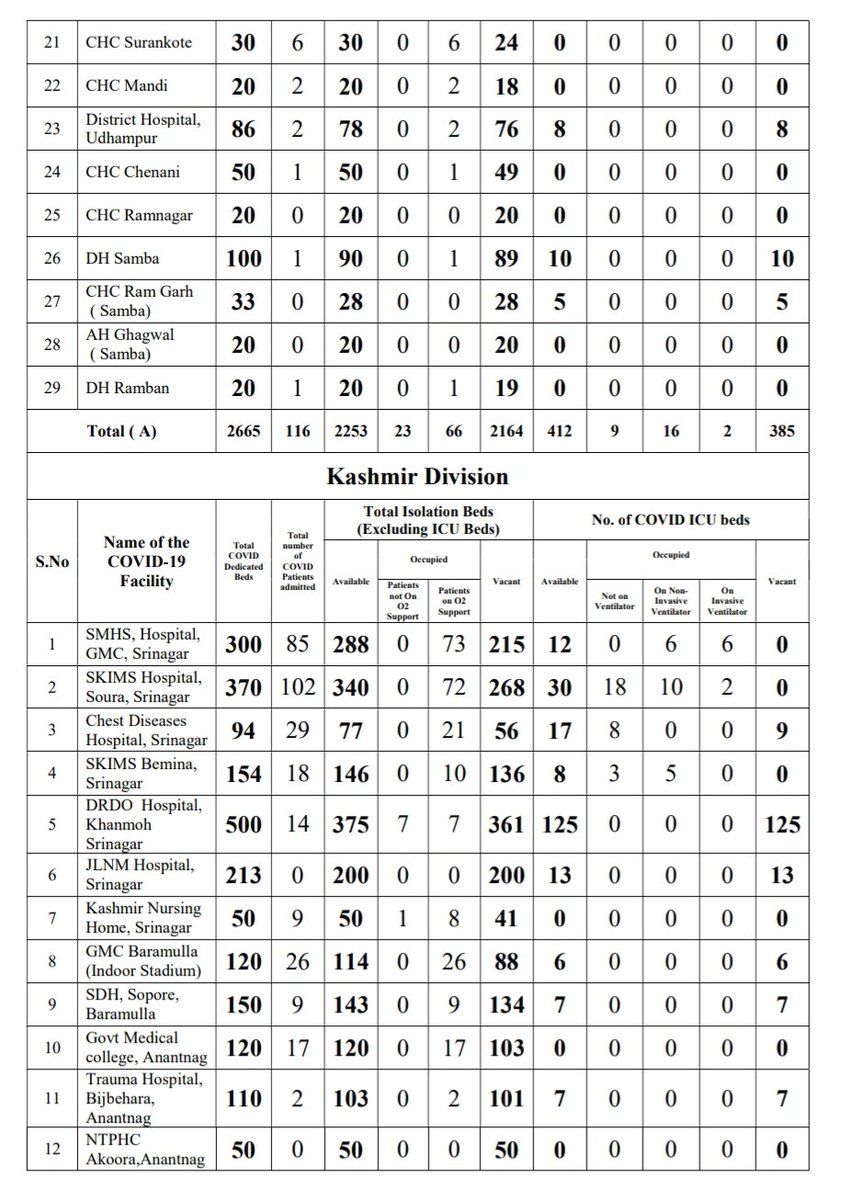 21 CHC Surankote 30 6 30 0 6 24 0 0 0 0 0
22 CHC Mandi 20 2 20 0 2 18 0 0 0 0 0
23 District Hospital, Udhampur 86 2 78 0 2 76 8 0 0 0 8
24 CHC Chenani 50 1 50 0 1 49 0 0 0 0 0
25 CHC Ramnagar 20 0 20 0 0 20 0 0 0 0 0
26 DH Samba 100 1 90 0 1 89 10 0 0 0 10
27 CHC Ram Garh ( Samba) 33 0 28 0 0 28 5 0 0 0 5
28 AH Ghagwal ( Samba) 20 0 20 0 0 20 0 0 0 0 0
29 DH Ramban 20 1 20 0 1 19 0 0 0 0 0
Total ( A) 2665 116 2253 23 66 2164 412 9 16 2 385
Kashmir Division
S.No
Name of the
COVID-19
Facility
Total
COVID
Dedicated
Beds
Total
number
of
COVID
Patients
admitted
Total Isolation Beds
(Excluding ICU Beds)
No. of COVID ICU beds
Available
Occupied
Patients
not On
O2
Support
Patients
on O2
Support
Vacant
Available
Occupied
Not on
Ventilator
On Non-
Invasive
Ventilator
On
Invasive
Ventilator
Vacant
1 SMHS, Hospital, GMC, Srinagar 300 85 288 0 73 215 12 0 6 6 0
2 SKIMS Hospital, Soura, Srinagar 370 102 340 0 72 268 30 18 10 2 0
3 Chest Diseases Hospital, Srinagar 94 29 77 0 21 56 17 8 0 0 9
4 SKIMS Bemina, Srinagar 154 18 146 0 10 136 8 3 5 0 0
5 DRDO Hospital, Khanmoh Srinagar 500 14 375 7 7 361 125 0 0 0 125
6 JLNM Hospital, Srinagar 213 0 200 0 0 200 13 0 0 0 13
7 Kashmir Nursing Home, Srinagar 50 9 50 1 8 41 0 0 0 0 0
8 GMC Baramulla (Indoor Stadium) 120 26 114 0 26 88 6 0 0 0 6
9 SDH, Sopore, Baramulla 150 9 143 0 9 134 7 0 0 0 7
10 Govt Medical college, Anantnag 120 17 120 0 17 103 0 0 0 0 0
11 Trauma Hospital, Bijbehara, Anantnag 110 2 103 0 2 101 7 0 0 0 7
12 NTPHC Akoora,Anantnag 50 0 50 0 0 50 0 0 0 0 0